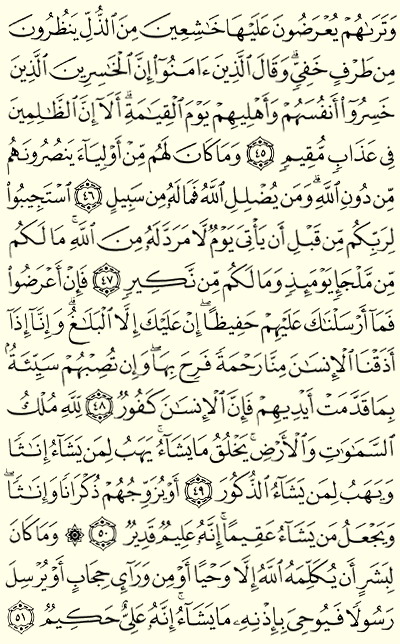 وَتَرَىٰهُمۡ يُعۡرَضُونَ عَلَيۡهَا خَٰشِعِينَ مِنَ ٱلذُّلِّ يَنظُرُونَ
مِن طَرۡفٍ خَفِيّٖۗ وَقَالَ ٱلَّذِينَ ءَامَنُوٓاْ إِنَّ ٱلۡخَٰسِرِينَ ٱلَّذِينَ
خَسِرُوٓاْ أَنفُسَهُمۡ وَأَهۡلِيهِمۡ يَوۡمَ ٱلۡقِيَٰمَةِۗ أَلَآ إِنَّ ٱلظَّٰلِمِينَ
فِي عَذَابٖ مُّقِيمٖ ٤٥ وَمَا كَانَ لَهُم مِّنۡ أَوۡلِيَآءَ يَنصُرُونَهُم
مِّن دُونِ ٱللَّهِۗ وَمَن يُضۡلِلِ ٱللَّهُ فَمَا لَهُۥ مِن سَبِيلٍ ٤٦ ٱسۡتَجِيبُواْ
لِرَبِّكُم مِّن قَبۡلِ أَن يَأۡتِيَ يَوۡمٞ لَّا مَرَدَّ لَهُۥ مِنَ ٱللَّهِۚ مَا لَكُم
مِّن مَّلۡجَإٖ يَوۡمَئِذٖ وَمَا لَكُم مِّن نَّكِيرٖ ٤٧ فَإِنۡ أَعۡرَضُواْ
فَمَآ أَرۡسَلۡنَٰكَ عَلَيۡهِمۡ حَفِيظًاۖ إِنۡ عَلَيۡكَ إِلَّا ٱلۡبَلَٰغُۗ وَإِنَّآ إِذَآ
أَذَقۡنَا ٱلۡإِنسَٰنَ مِنَّا رَحۡمَةٗ فَرِحَ بِهَاۖ وَإِن تُصِبۡهُمۡ سَيِّئَةُۢ
بِمَا قَدَّمَتۡ أَيۡدِيهِمۡ فَإِنَّ ٱلۡإِنسَٰنَ كَفُورٞ ٤٨ لِّلَّهِ مُلۡكُ
ٱلسَّمَٰوَٰتِ وَٱلۡأَرۡضِۚ يَخۡلُقُ مَا يَشَآءُۚ يَهَبُ لِمَن يَشَآءُ إِنَٰثٗا
وَيَهَبُ لِمَن يَشَآءُ ٱلذُّكُورَ ٤٩ أَوۡ يُزَوِّجُهُمۡ ذُكۡرَانٗا وَإِنَٰثٗاۖ
وَيَجۡعَلُ مَن يَشَآءُ عَقِيمًاۚ إِنَّهُۥ عَلِيمٞ قَدِيرٞ ٥٠ ۞ وَمَا كَانَ
لِبَشَرٍ أَن يُكَلِّمَهُ ٱللَّهُ إِلَّا وَحۡيًا أَوۡ مِن وَرَآيِٕ حِجَابٍ أَوۡ يُرۡسِلَ
رَسُولٗا فَيُوحِيَ بِإِذۡنِهِۦ مَا يَشَآءُۚ إِنَّهُۥ عَلِيٌّ حَكِيمٞ ٥١